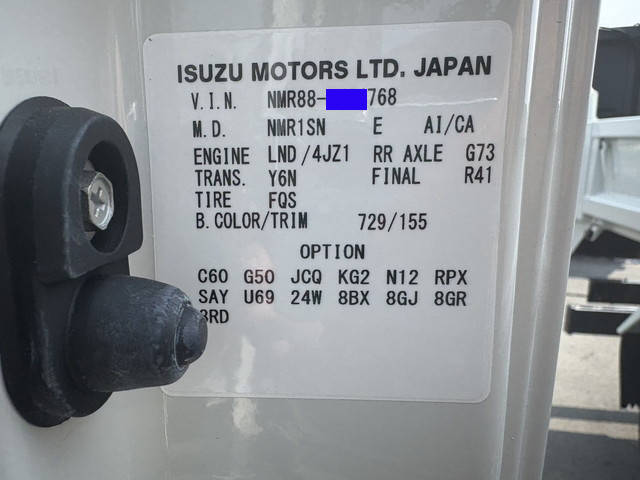 ISUZU MOTORS LTD. JAPAN
V.I.N. NMR88-768
M.D. NMR1SN E AI/CA
ENGINE LND/4JZ1 RR AXLE G73
TRANS. Y6N FINAL R41
TIRE FQS
B.COLOR/TRIM 729/155
OPTION
C60 G50 JCQ KG2 N12 RPX
SAY U69 24W 8BX 8GJ 8GR